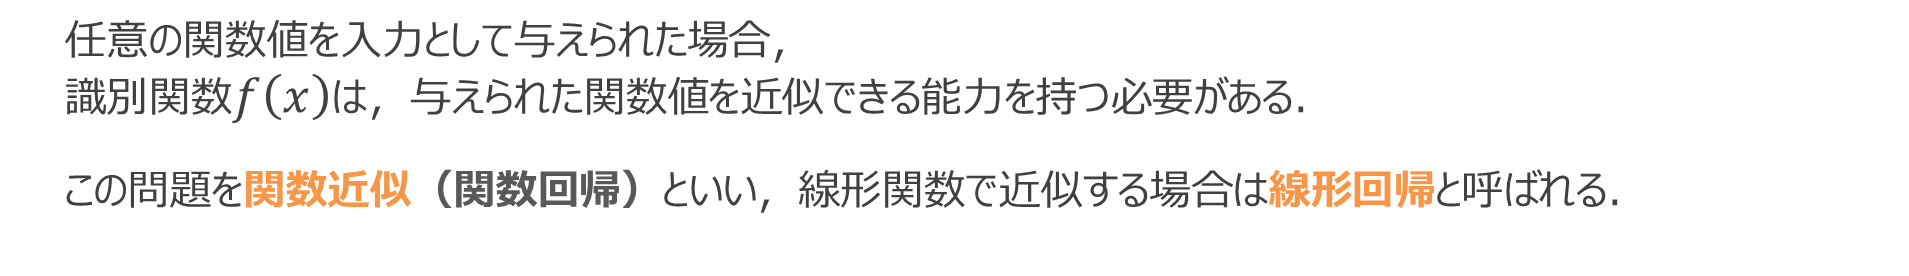 任意の関数値を入力として与えられた場合，
識別関数f(x)は，与えられた関数値を近似できる能力を持つ必要がある．
この問題を関数近似（関数回帰）といい，線形関数で近似する場合は線形回帰と呼ばれる．